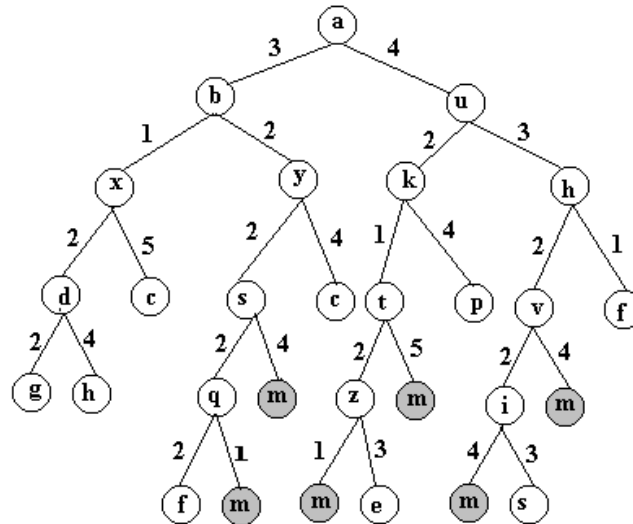 a
3 4
b u
1 2 2 3
x y k h
2 5 2 4 1 4 2 1
d c s c t p v f
2 4 2 4 2 5 2 4
g h q m z m i m
2 1 1 3 4 3
f m m e m s